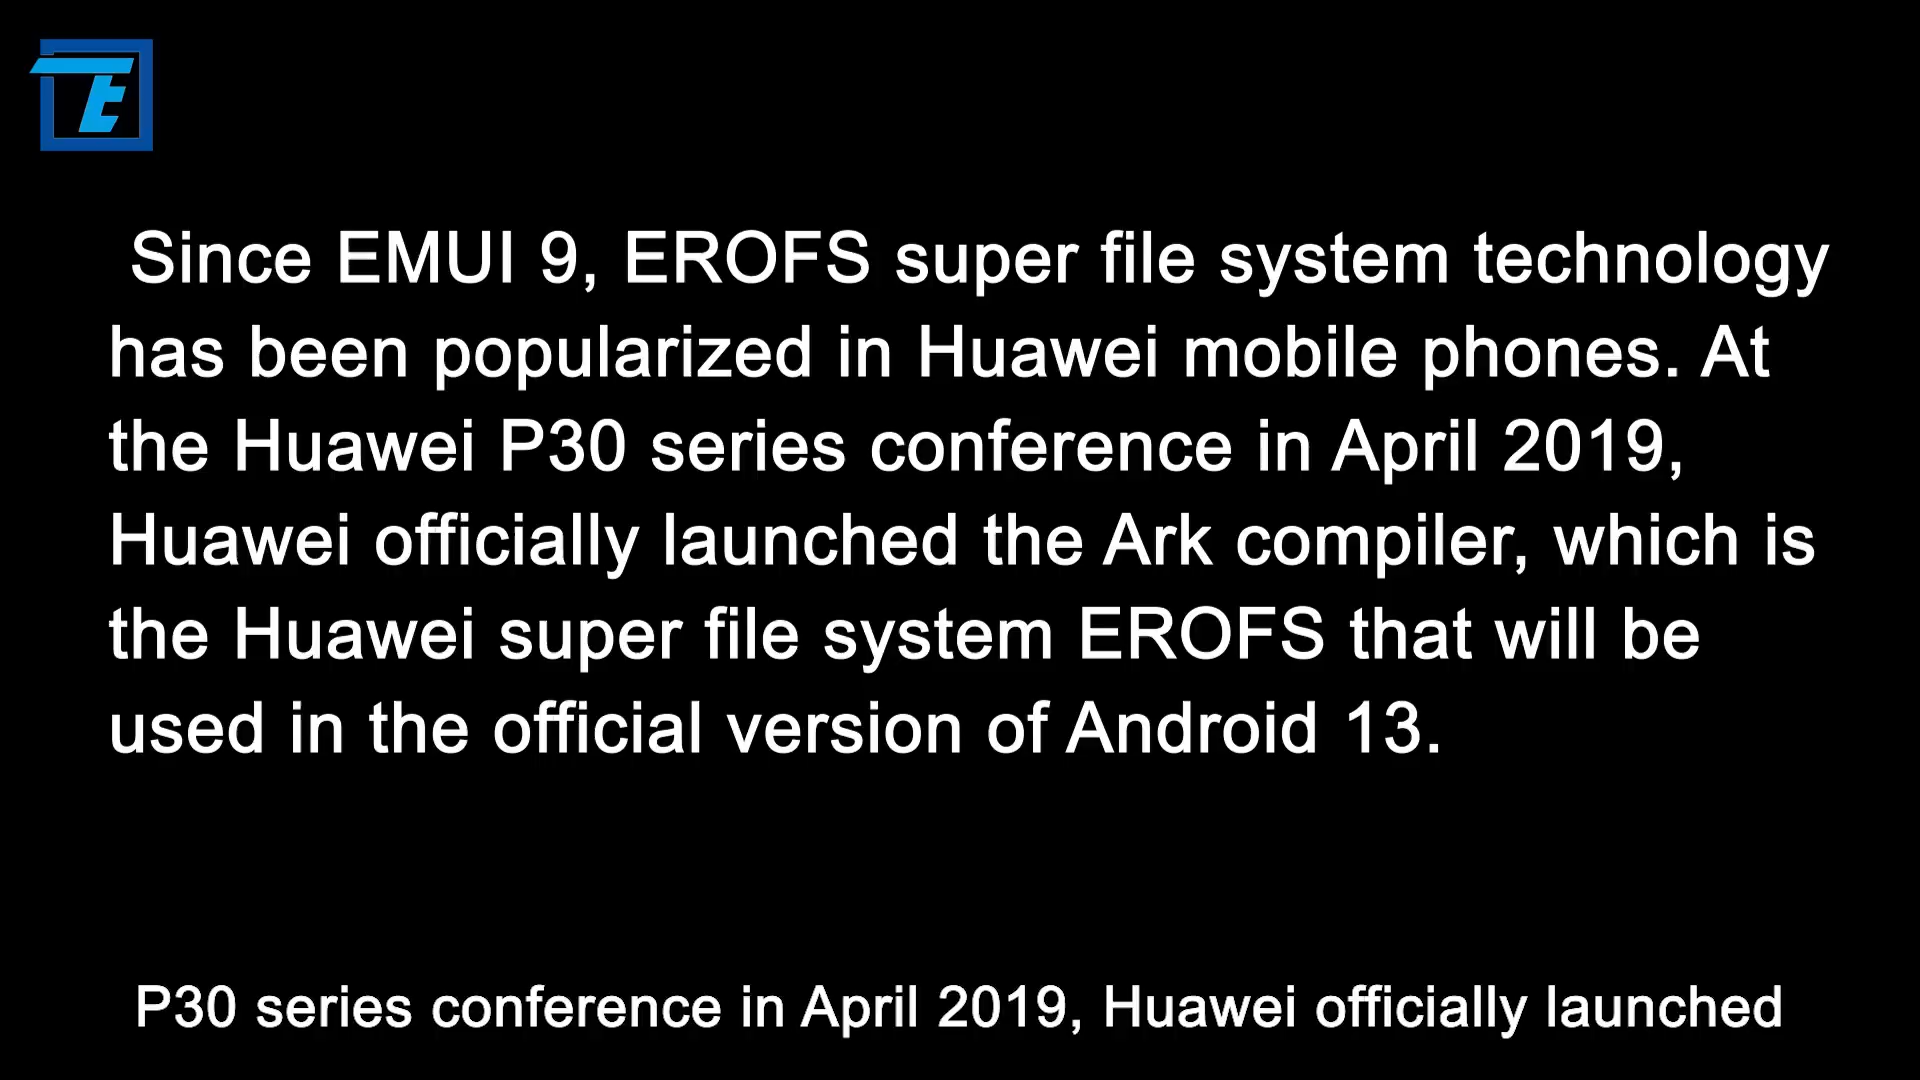 TE
Since EMUI 9, EROFS super file system technology
has been popularized in Huawei mobile phones. At
the Huawei P30 series conference in April 2019,
Huawei officially launched the Ark compiler, which is
the Huawei super file system EROFS that will be
used in the official version of Android 13.
P30 series conference in April 2019, Huawei officially launched